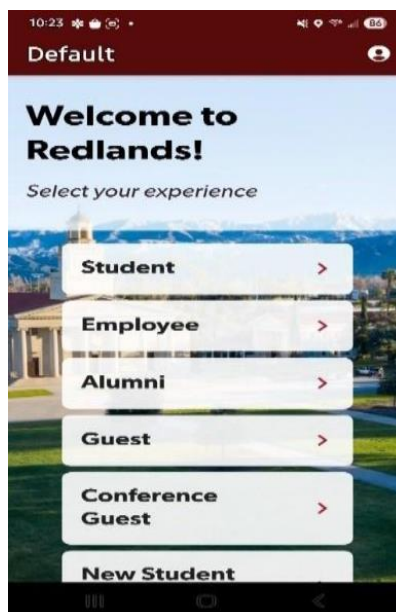 10:23
86
Default
Welcome to
Redlands!
Select your experience
Student
Employee
Alumni
Guest
Conference
Guest
New Student